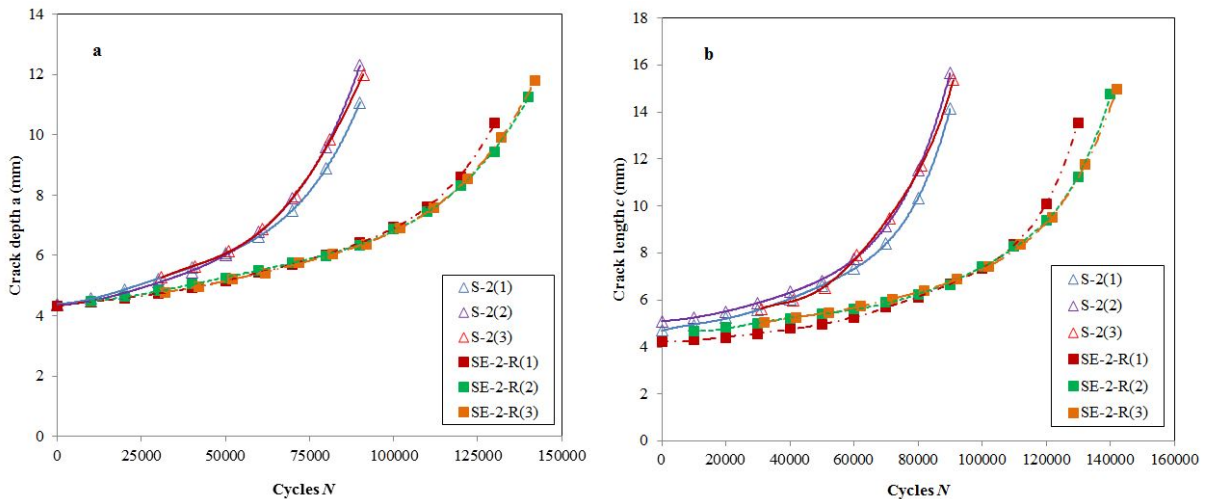 a
Crack depth a (mm)
14
12
10
8
6
4
2
0
0 25000 50000 75000 100000 125000 150000
Cycles N
S-2(1)
S-2(2)
S-2(3)
SE-2-R(1)
SE-2-R(2)
SE-2-R(3)
b
Crack length c (mm)
18
16
14
12
10
8
6
4
2
0
0 20000 40000 60000 80000 100000 120000 140000 160000
Cycles N
S-2(1)
S-2(2)
S-2(3)
SE-2-R(1)
SE-2-R(2)
SE-2-R(3)